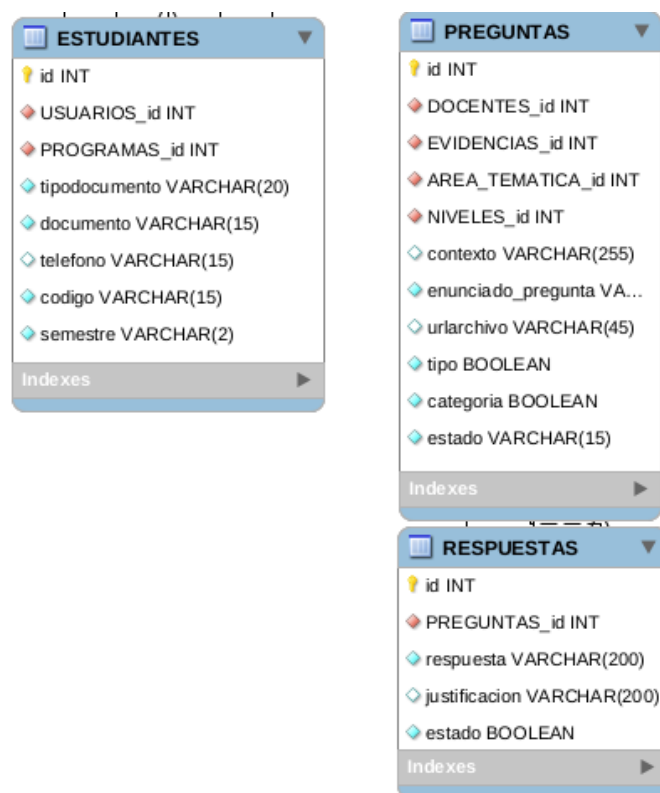 ESTUDIANTES
id INT
USUARIOS_id INT
PROGRAMAS_id INT
tipodocumento VARCHAR(20)
documento VARCHAR(15)
telefono VARCHAR(15)
codigo VARCHAR(15)
semestre VARCHAR(2)
Indexes
PREGUNTAS
id INT
DOCENTES_id INT
EVIDENCIAS_id INT
AREA_TEMATICA_id INT
NIVELES_id INT
contexto VARCHAR(255)
enunciado_pregunta VA...
urlarchivo VARCHAR(45)
tipo BOOLEAN
categoria BOOLEAN
estado VARCHAR(15)
Indexes
RESPUESTAS
id INT
PREGUNTAS_id INT
respuesta VARCHAR(200)
justificacion VARCHAR(200)
estado BOOLEAN
Indexes